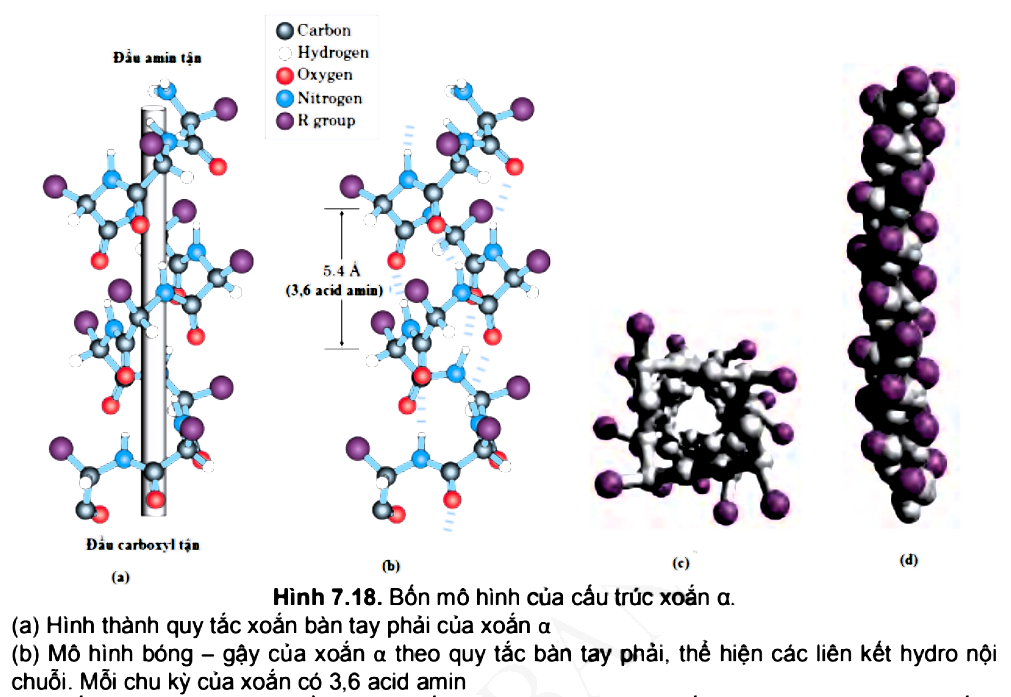 Đầu amin tận
Carbon
Hydrogen
Oxygen
Nitrogen
R group
5.4 Å
(3,6 acid amin)
Đầu carboxyl tận
(a)
(b)
(c)
(d)
Hình 7.18. Bốn mô hình của cấu trúc xoắn α.
(a) Hình thành quy tắc xoắn bàn tay phải của xoắn α
(b) Mô hình bóng – gậy của xoắn α theo quy tắc bàn tay phải, thể hiện các liên kết hydro nội
chuỗi. Mỗi chu kỳ của xoắn có 3,6 acid amin